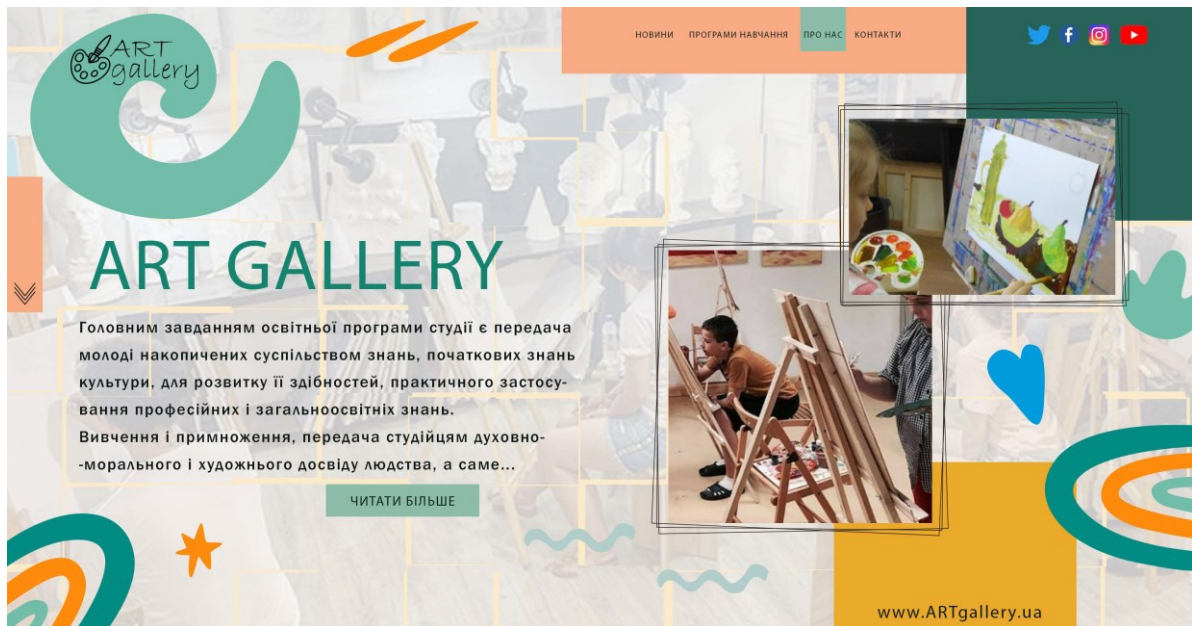 ART
gallery
НОВИНИ ПРОГРАМИ НАВЧАННЯ ПРО НАС КОНТАКТИ
ART GALLERY
Головним завданням освітньої програми студії є передача
молоді накопичених суспільством знань, початкових знань
культури, для розвитку її здібностей, практичного застосу-
вання професійних і загальноосвітніх знань.
Вивчення і примноження, передача студійцям духовно-
-морального і художнього досвіду людства, а саме...
ЧИТАТИ БІЛЬШЕ
www.ARTgallery.ua